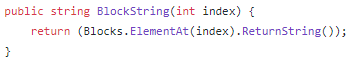 public string BlockString(int index) {
    return (Blocks.ElementAt(index).ReturnString());
}